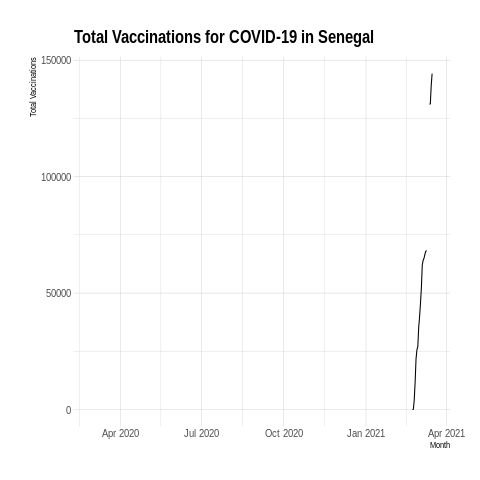 Total Vaccinations for COVID-19 in Senegal
Total Vaccinations
150000
100000
50000
0
Apr 2020 Jul 2020 Oct 2020 Jan 2021 Apr 2021
Month